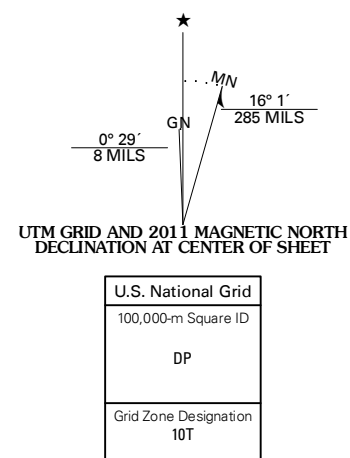 ★
MN
GN
16° 1´
285 MILS
0° 29´
8 MILS
UTM GRID AND 2011 MAGNETIC NORTH
DECLINATION AT CENTER OF SHEET
U.S. National Grid
100,000-m Square ID
DP
Grid Zone Designation
10T